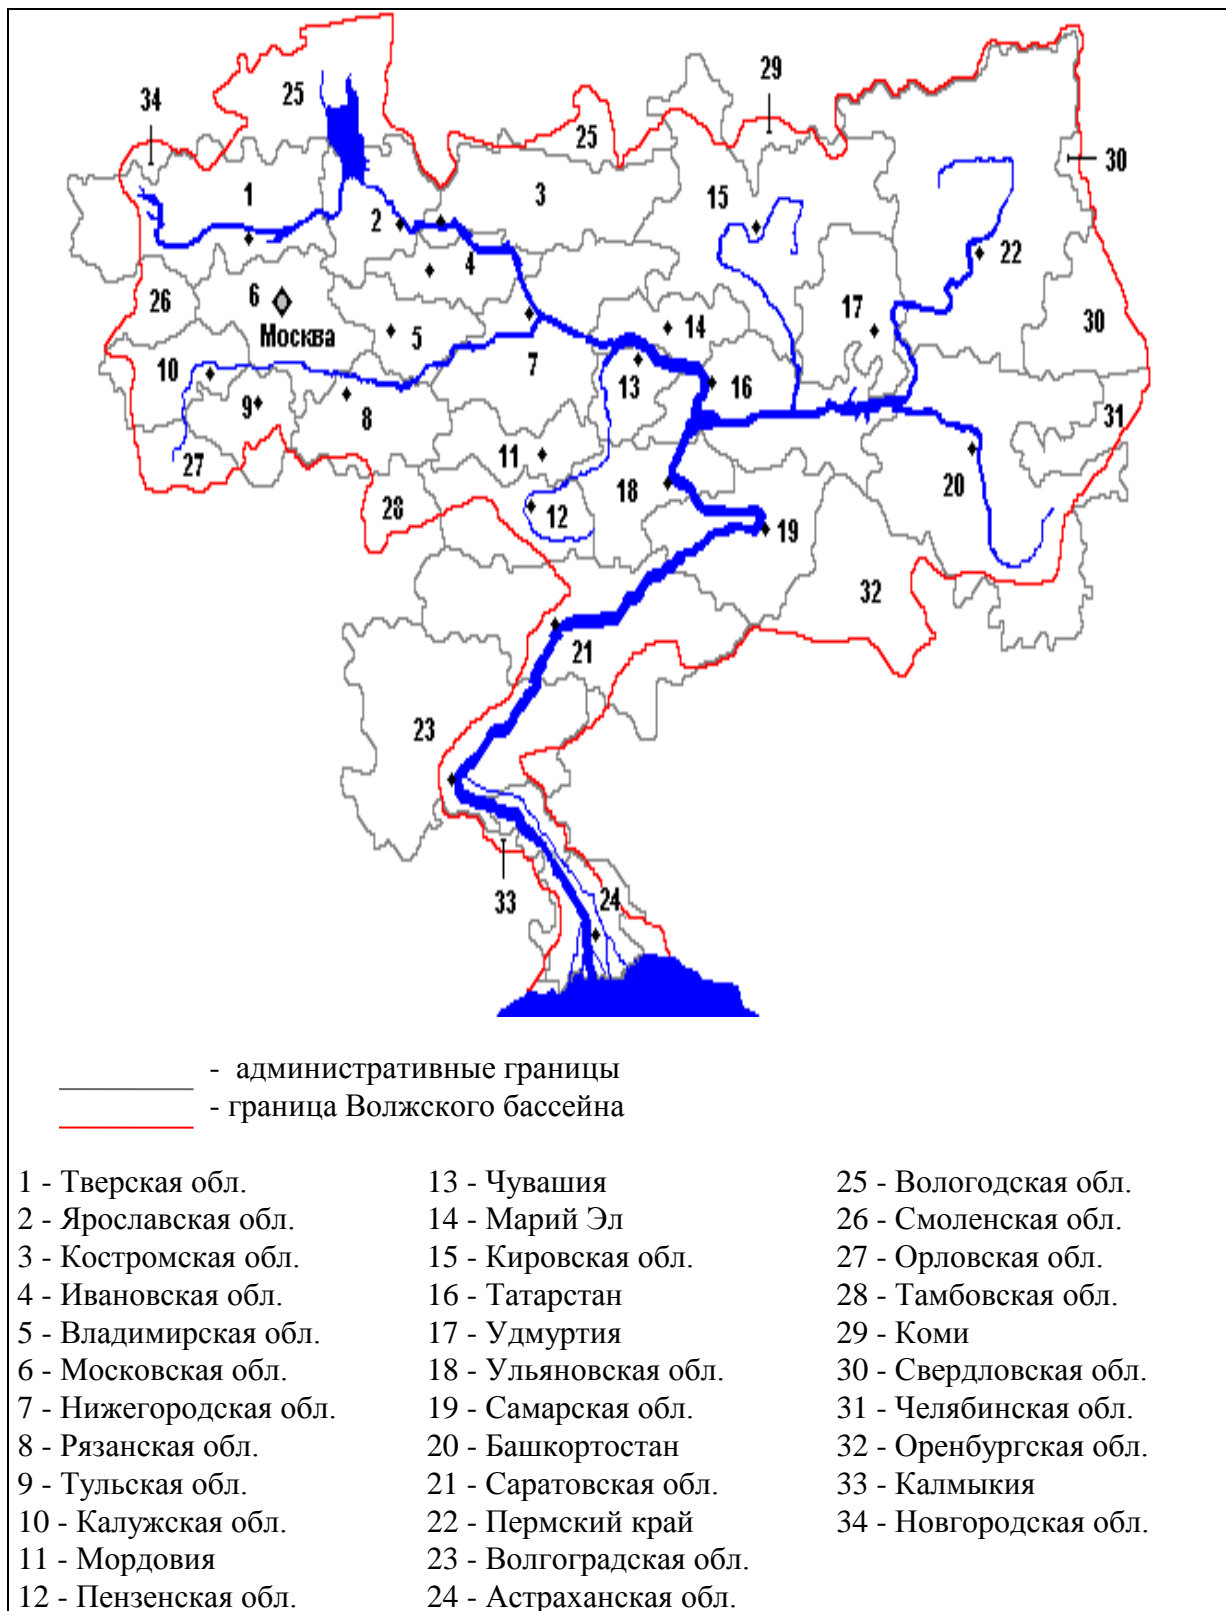 29
34
25
25
30
1
3
15
2
4
22
6
Москва
5
14
17
30
26
7
10
13
16
9
8
31
11
27
18
20
28
12
19
32
21
23
33
24
- административные границы
- граница Волжского бассейна
1 - Тверская обл.
2 - Ярославская обл.
3 - Костромская обл.
4 - Ивановская обл.
5 - Владимирская обл.
6 - Московская обл.
7 - Нижегородская обл.
8 - Рязанская обл.
9 - Тульская обл.
10 - Калужская обл.
11 - Мордовия
12 - Пензенская обл.
13 - Чувашия
14 - Марий Эл
15 - Кировская обл.
16 - Татарстан
17 - Удмуртия
18 - Ульяновская обл.
19 - Самарская обл.
20 - Башкортостан
21 - Саратовская обл.
22 - Пермский край
23 - Волгоградская обл.
24 - Астраханская обл.
25 - Вологодская обл.
26 - Смоленская обл.
27 - Орловская обл.
28 - Тамбовская обл.
29 - Коми
30 - Свердловская обл.
31 - Челябинская обл.
32 - Оренбургская обл.
33 - Калмыкия
34 - Новгородская обл.